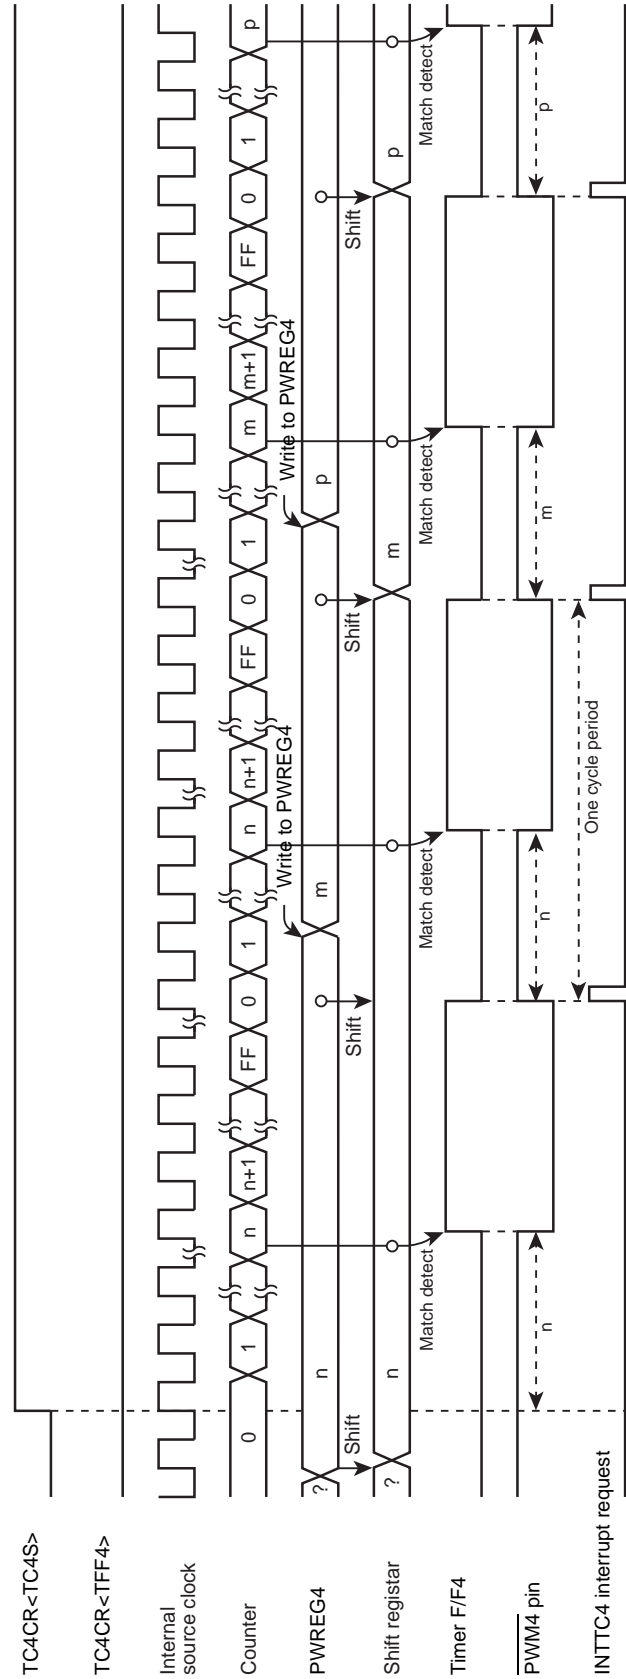 TC4CR<TC4S>
TC4CR<TFF4>
Internal
source clock
Counter 0 1 n n+1 FF 0 1 n n+1 FF 0 1 m m+1 FF 0 1 p
Write to PWREG4 Write to PWREG4
PWREG4 ? n m p
Shift Shift Shift Shift
Shift registar ? n m p
Match detect Match detect Match detect Match detect
Timer F/F4
PWM4 pin
n n m p
One cycle period
INTTC4 interrupt request